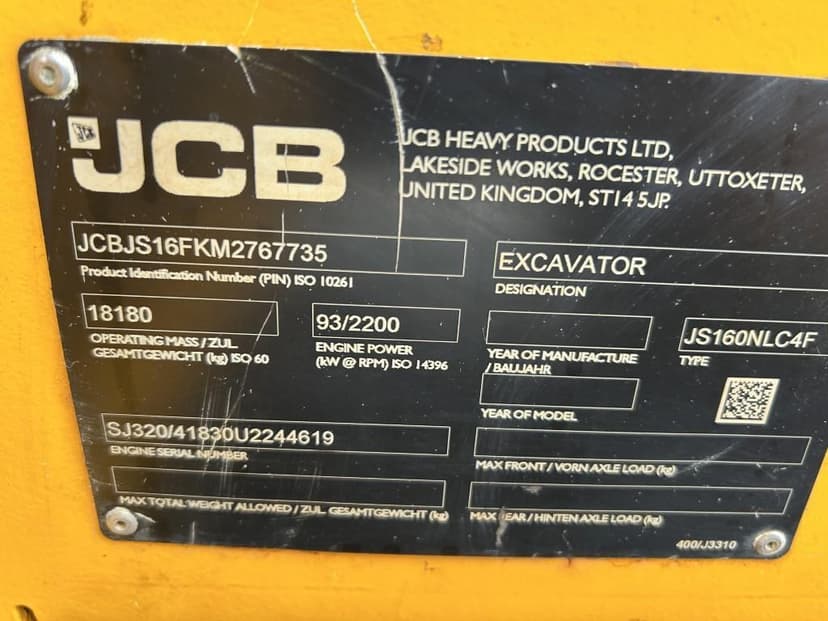 JCB
JCB HEAVY PRODUCTS LTD,
LAKESIDE WORKS, ROCESTER, UTTOXETER,
UNITED KINGDOM, ST14 5JP.
JCBJS16FKM2767735
Product Identification Number (PIN) ISO 10261
EXCAVATOR
DESIGNATION
18180
OPERATING MASS / ZUL.
GESAMTGEWICHT (kg) ISO 60
93/2200
ENGINE POWER
(kW @ RPM) ISO 14396
YEAR OF MANUFACTURE
/ BAUJAHR
JS160NLC4F
TYPE
YEAR OF MODEL
SJ320/41830U2244619
ENGINE SERIAL NUMBER
MAX FRONT / VORN AXLE LOAD (kg)
MAX TOTAL WEIGHT ALLOWED / ZUL. GESAMTGEWICHT (kg)
MAX REAR / HINTEN AXLE LOAD (kg)
400/J3310